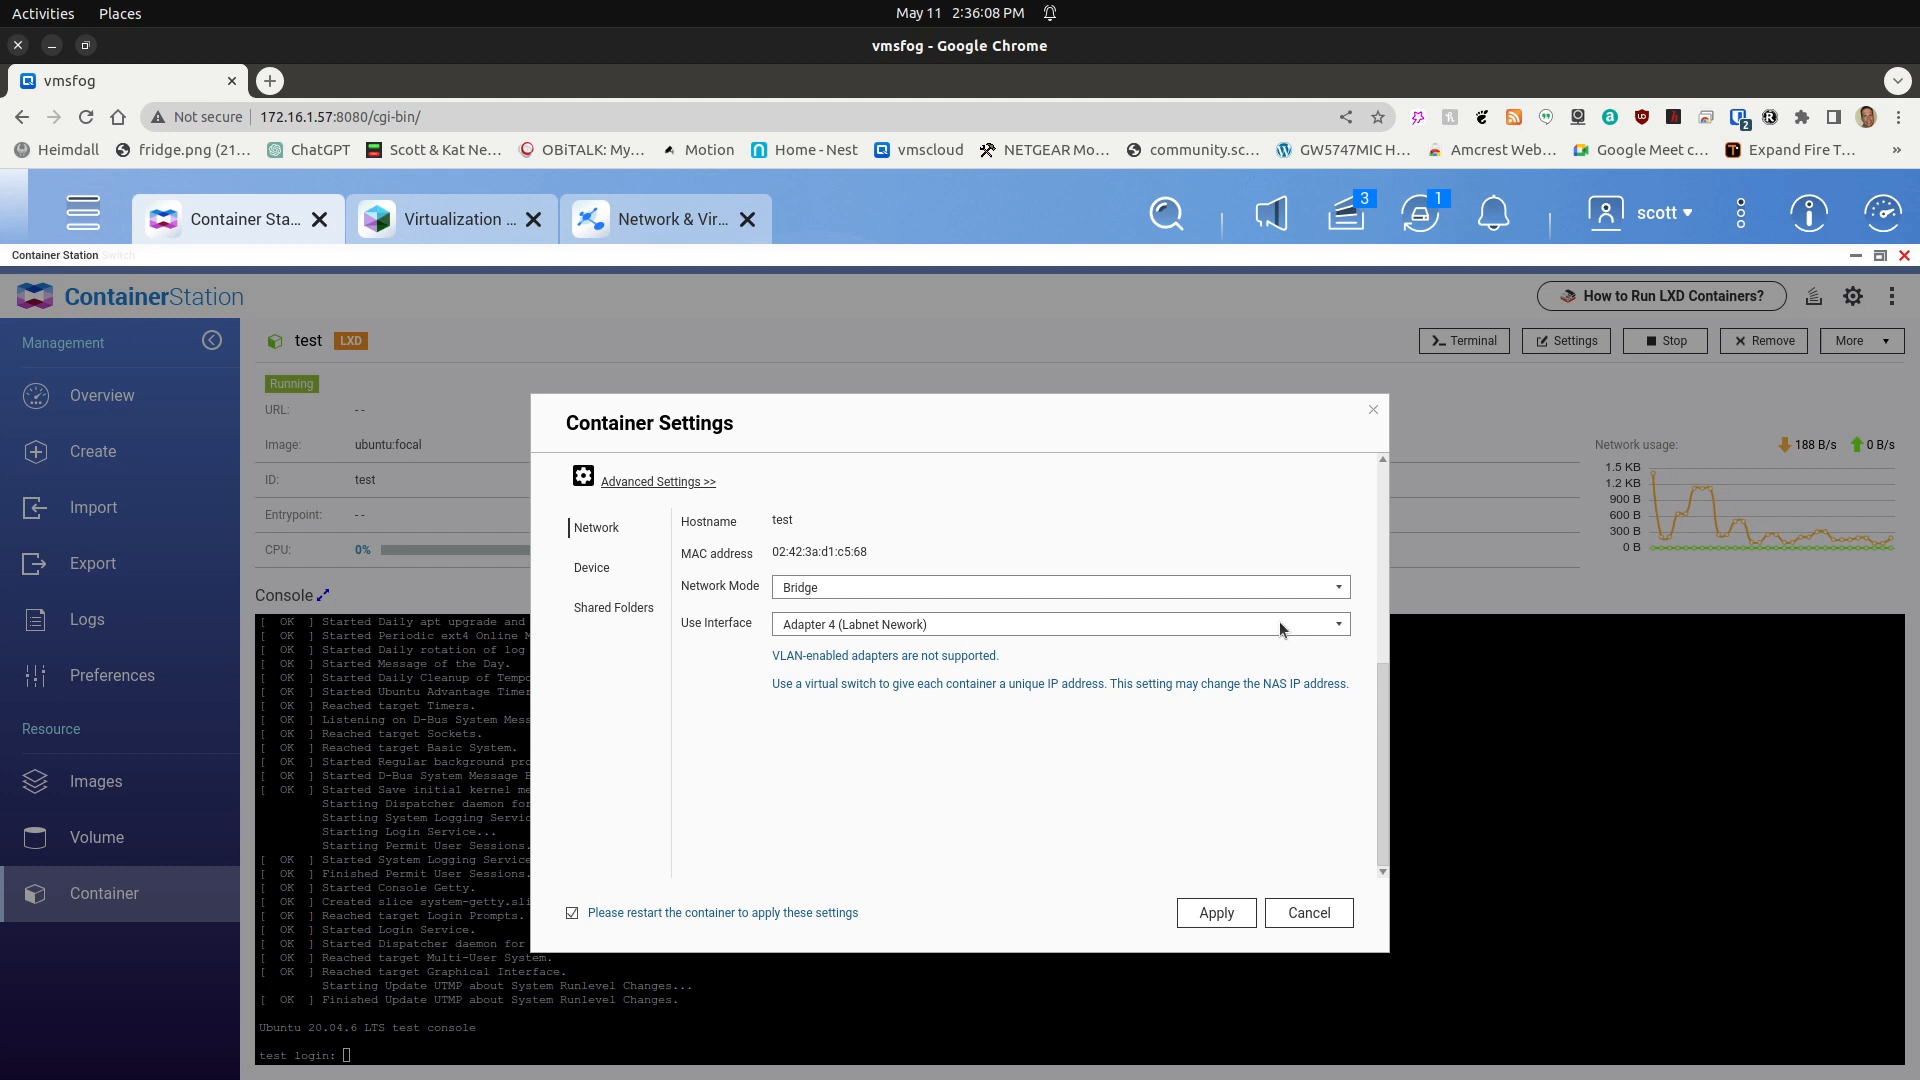 Activities Places May 11 2:36:08 PM
vmsfog - Google Chrome
vmsfog
Not secure 172.16.1.57:8080/cgi-bin/ 2
Heimdall fridge.png (21... ChatGPT Scott & Kat Ne... OBiTALK: My... Motion Home - Nest vmscloud NETGEAR Mo... community.sc... GW5747MIC H... Amcrest Web... Google Meet c... Expand Fire T... »
Container Sta... Virtualization ... Network & Vir... 3 1 scott
Container Station Switch
ContainerStation How to Run LXD Containers?
Management
Overview
Create
Import
Export
Logs
Preferences
Resource
Images
Volume
Container
test LXD Terminal Settings Stop Remove More
Running
URL: - -
Image: ubuntu:focal
ID: test
Entrypoint: - -
CPU: 0%
Network usage: 188 B/s 0 B/s
1.5 KB
1.2 KB
900 B
600 B
300 B
0 B
Console
[ OK ] Started Daily apt upgrade and
[ OK ] Started Periodic ext4 Online M
[ OK ] Started Daily rotation of log
[ OK ] Started Message of the Day.
[ OK ] Started Daily Cleanup of Tempo
[ OK ] Started Ubuntu Advantage Timer
[ OK ] Reached target Timers.
[ OK ] Listening on D-Bus System Mess
[ OK ] Reached target Sockets.
[ OK ] Reached target Basic System.
[ OK ] Started Regular background pro
[ OK ] Started D-Bus System Message B
[ OK ] Started Save initial kernel me
Starting Dispatcher daemon for
Starting System Logging Servic
Starting Login Service...
Starting Permit User Sessions.
[ OK ] Started System Logging Service
[ OK ] Finished Permit User Sessions.
[ OK ] Started Console Getty.
[ OK ] Created slice system-getty.sli
[ OK ] Reached target Login Prompts.
[ OK ] Started Login Service.
[ OK ] Started Dispatcher daemon for
[ OK ] Reached target Multi-User System.
[ OK ] Reached target Graphical Interface.
Starting Update UTMP about System Runlevel Changes...
[ OK ] Finished Update UTMP about System Runlevel Changes.
Ubuntu 20.04.6 LTS test console
test login:
Container Settings
Advanced Settings >>
Network
Device
Shared Folders
Hostname test
MAC address 02:42:3a:d1:c5:68
Network Mode Bridge
Use Interface Adapter 4 (Labnet Nework)
VLAN-enabled adapters are not supported.
Use a virtual switch to give each container a unique IP address. This setting may change the NAS IP address.
Please restart the container to apply these settings
Apply Cancel